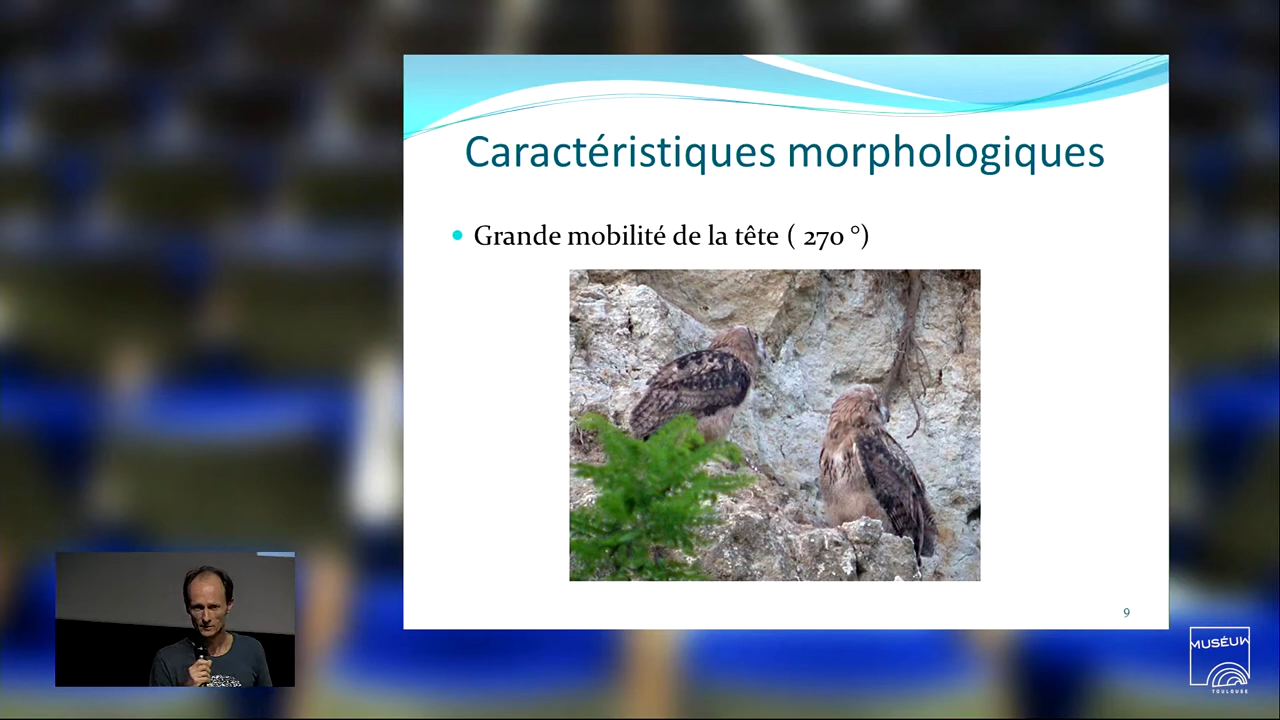 Caractéristiques morphologiques
• Grande mobilité de la tête ( 270 °)
9
MUSÉUM
TOULOUSE